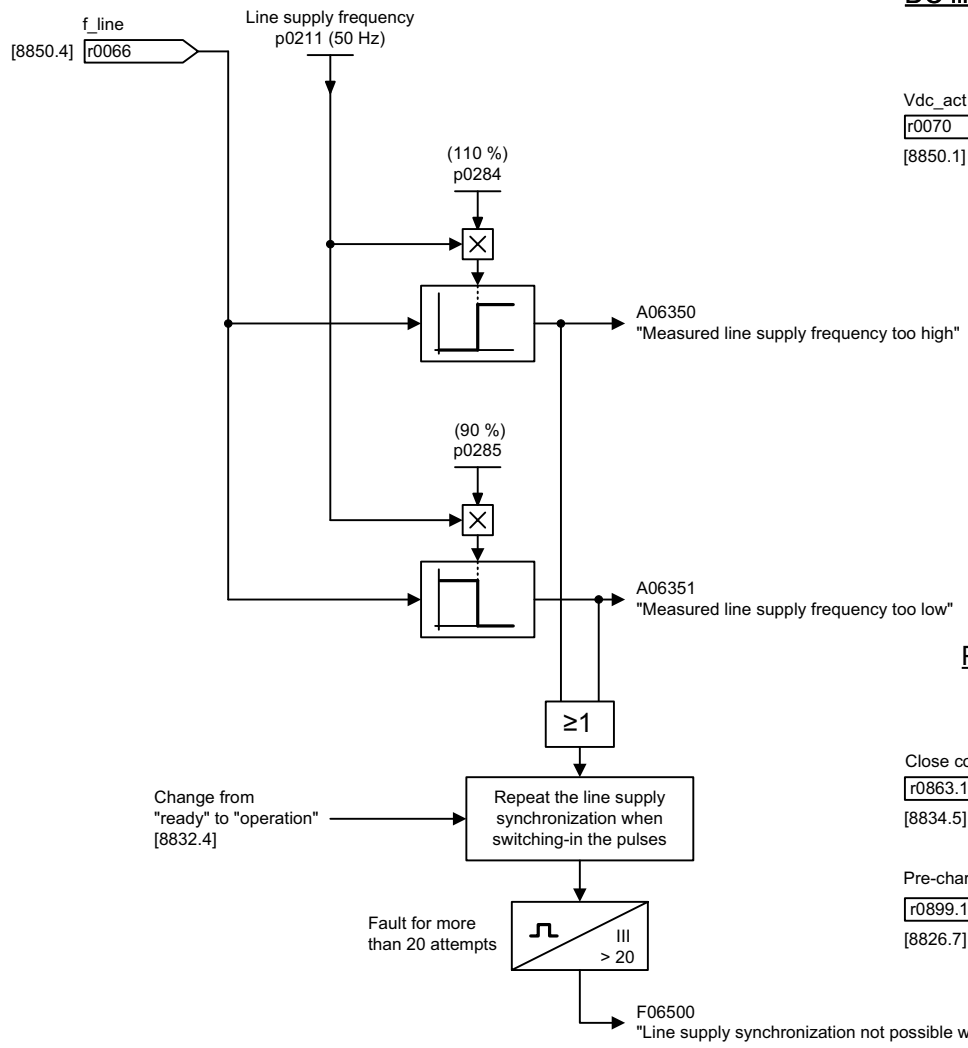 f_line
[8850.4]
r0066
Line supply frequency
p0211 (50 Hz)
Vdc_act
r0070
[8850.1]
(110 %)
p0284
A06350
"Measured line supply frequency too high"
(90 %)
p0285
A06351
"Measured line supply frequency too low"
≥1
Change from
"ready" to "operation"
[8832.4]
Repeat the line supply
synchronization when
switching-in the pulses
Close
r0863.1
[8834.5]
r0899.1
[8826.7]
Fault for more
than 20 attempts
III
> 20
F06500
"Line supply synchronization not possible